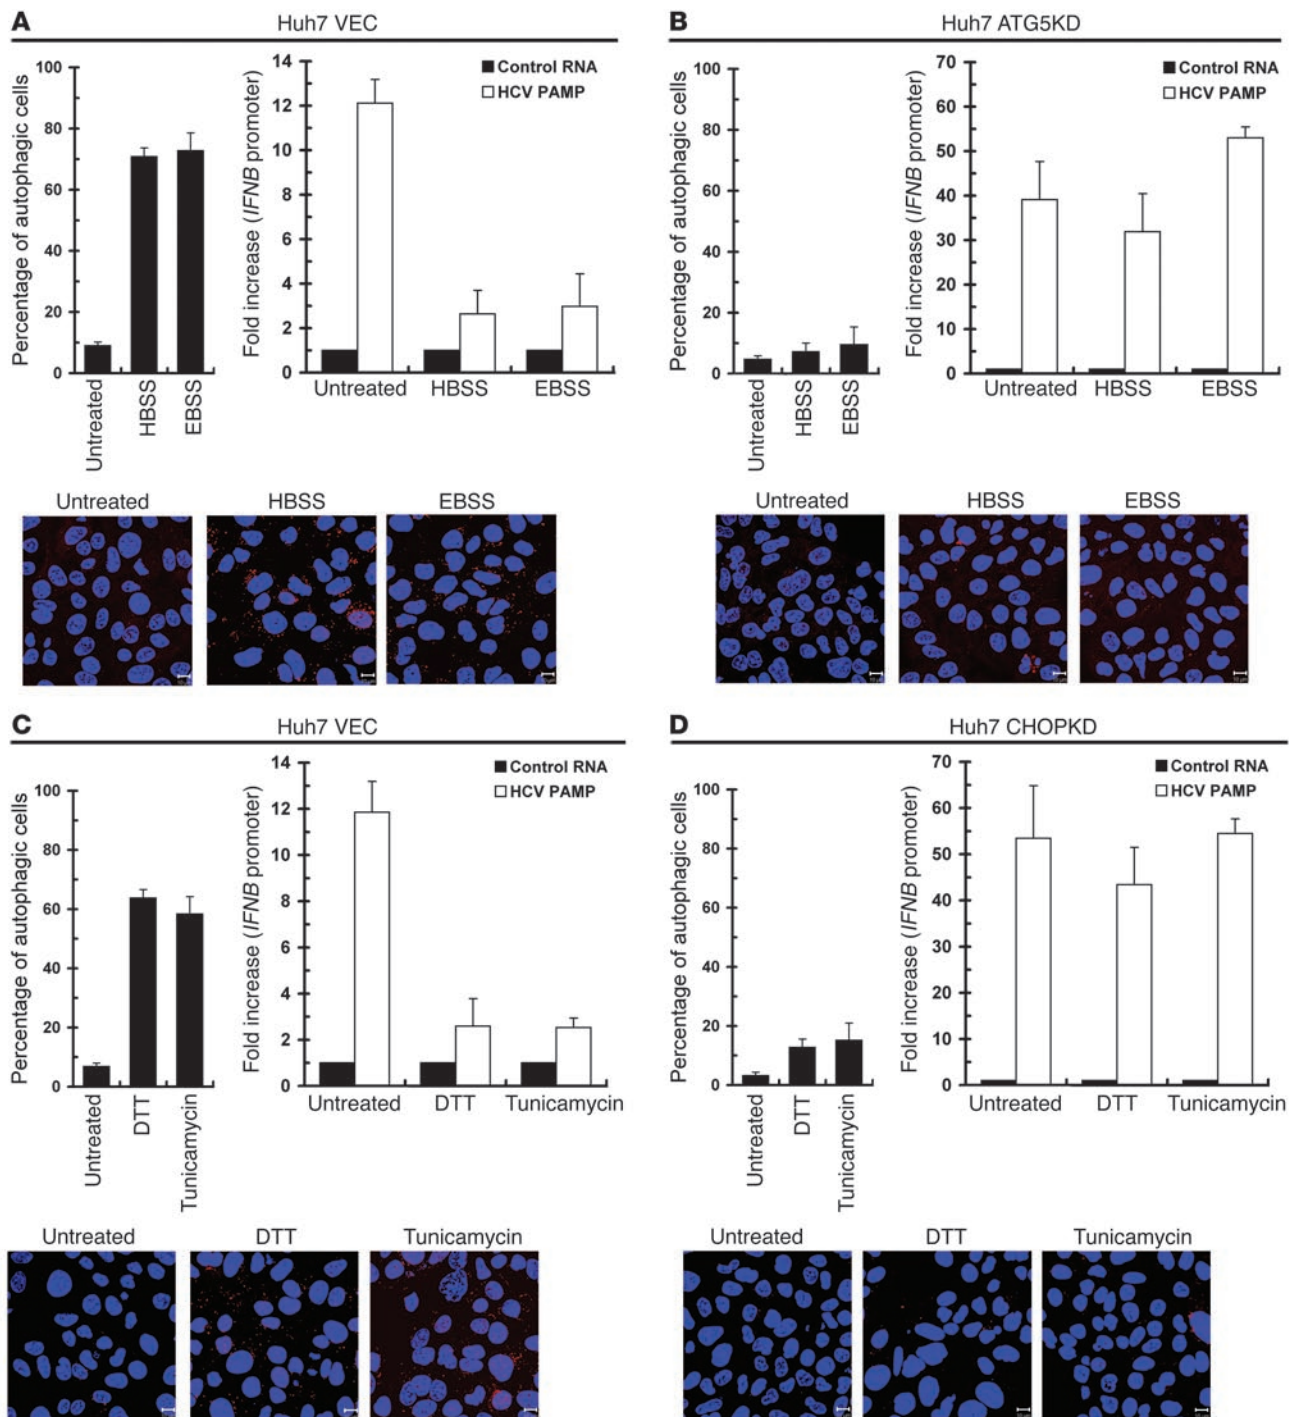 A
Huh7 VEC
Percentage of autophagic cells
100
80
60
40
20
0
Untreated
HBSS
EBSS
Fold increase (IFNB promoter)
14
12
10
8
6
4
2
0
Control RNA
HCV PAMP
Untreated
HBSS
EBSS
Untreated
HBSS
EBSS
B
Huh7 ATG5KD
Percentage of autophagic cells
100
80
60
40
20
0
Untreated
HBSS
EBSS
Fold increase (IFNB promoter)
70
60
50
40
30
20
10
0
Control RNA
HCV PAMP
Untreated
HBSS
EBSS
Untreated
HBSS
EBSS
C
Huh7 VEC
Percentage of autophagic cells
100
80
60
40
20
0
Untreated
DTT
Tunicamycin
Fold increase (IFNB promoter)
14
12
10
8
6
4
2
0
Control RNA
HCV PAMP
Untreated
DTT
Tunicamycin
Untreated
DTT
Tunicamycin
D
Huh7 CHOPKD
Percentage of autophagic cells
100
80
60
40
20
0
Untreated
DTT
Tunicamycin
Fold increase (IFNB promoter)
70
60
50
40
30
20
10
0
Control RNA
HCV PAMP
Untreated
DTT
Tunicamycin
Untreated
DTT
Tunicamycin